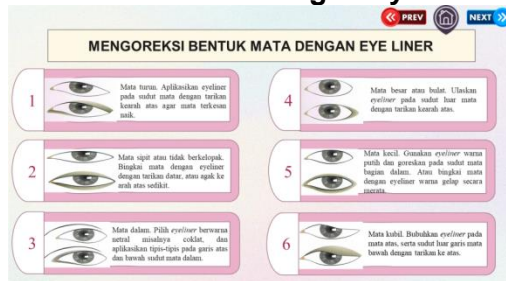 PREV
NEXT
MENGOREKSI BENTUK MATA DENGAN EYE LINER
1
Mata turun. Aplikasikan eyeliner
pada sudut mata dengan tarikan
kearah atas agar mata terkesan
naik.
2
Mata sipit atau tidak berkelopak.
Bingkai mata dengan eyeliner
dengan tarikan datar, atau agak ke
arah atas sedikit.
3
Mata dalam. Pilih eyeliner berwarna
netral misalnya coklat, dan
aplikasikan tipis-tipis pada garis atas
dan bawah sudut mata dalam.
4
Mata besar atau bulat. Ulaskan
eyeliner pada sudut luar mata
dengan tarikan kearah atas.
5
Mata kecil. Gunakan eyeliner warna
putih dan goreskan pada sudut mata
bagian dalam. Atau bingkai mata
dengan eyeliner warna gelap secara
merata.
6
Mata kubil. Bubuhkan eyeliner pada
mata atas, serta sudut luar garis mata
bawah dengan tarikan ke atas.